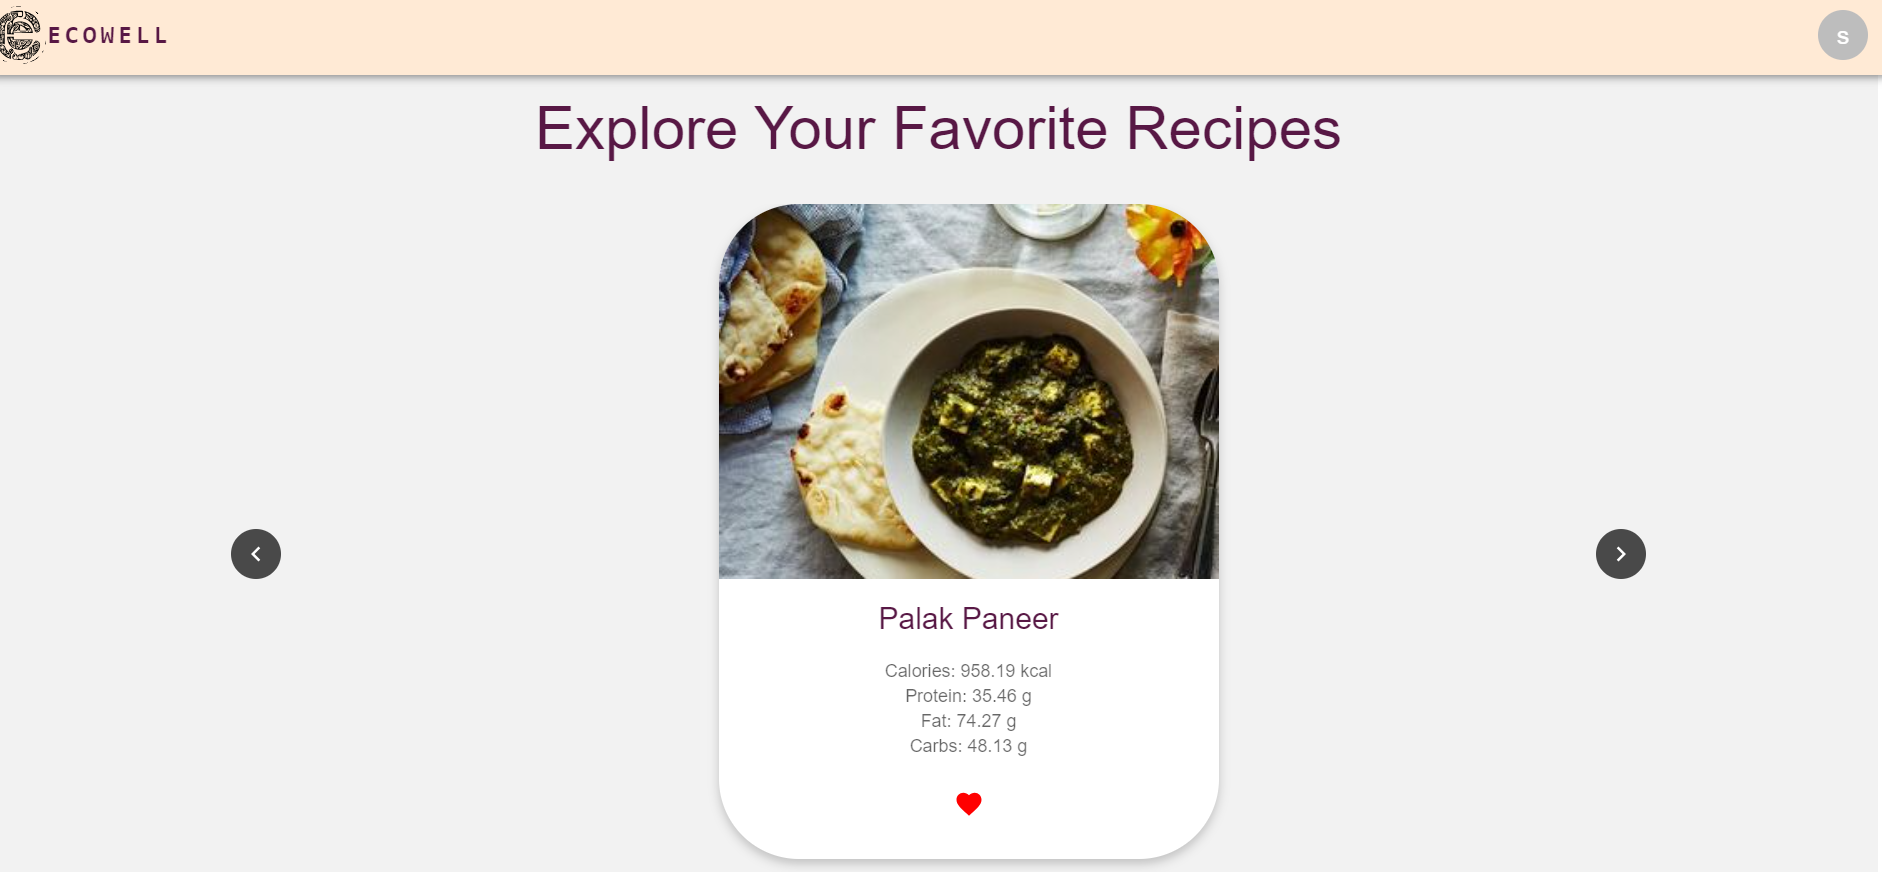 ECOWELL
S
Explore Your Favorite Recipes
Palak Paneer
Calories: 958.19 kcal
Protein: 35.46 g
Fat: 74.27 g
Carbs: 48.13 g